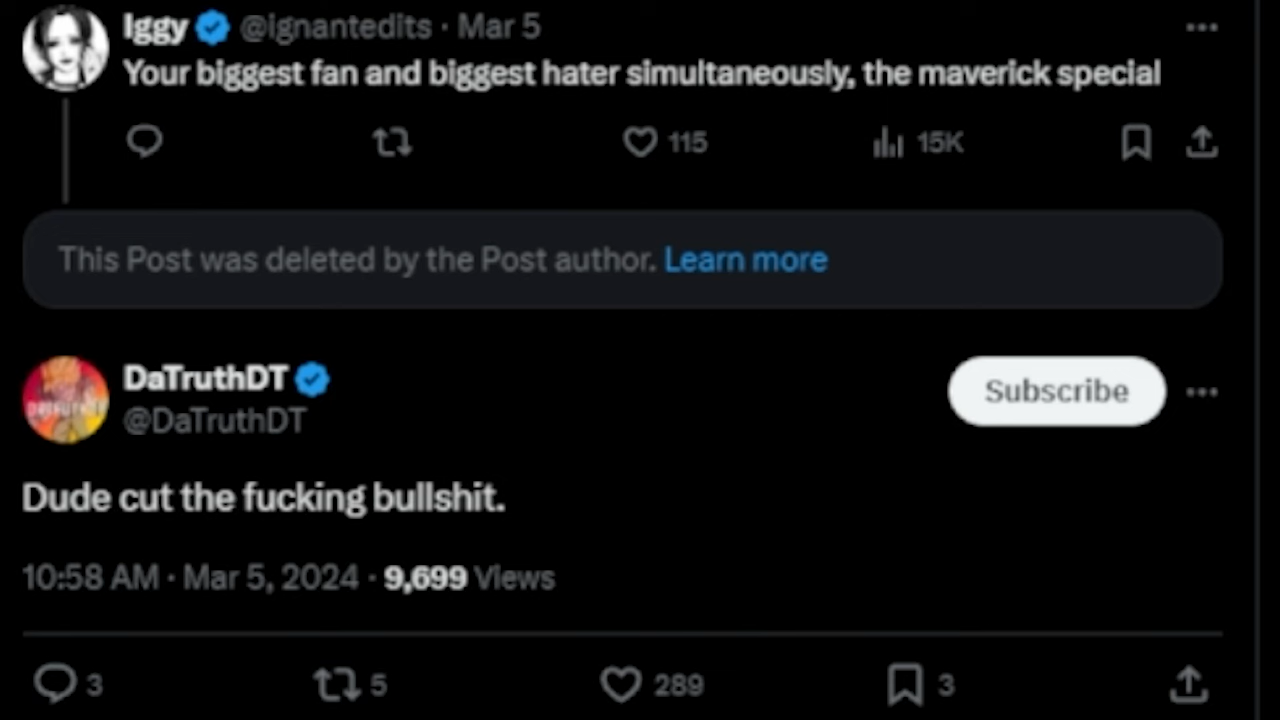 Iggy @ignantedits · Mar 5
Your biggest fan and biggest hater simultaneously, the maverick special
115 15K
This Post was deleted by the Post author. Learn more
DaTruthDT
@DaTruthDT
Subscribe
Dude cut the fucking bullshit.
10:58 AM · Mar 5, 2024 · 9,699 Views
3 5 289 3